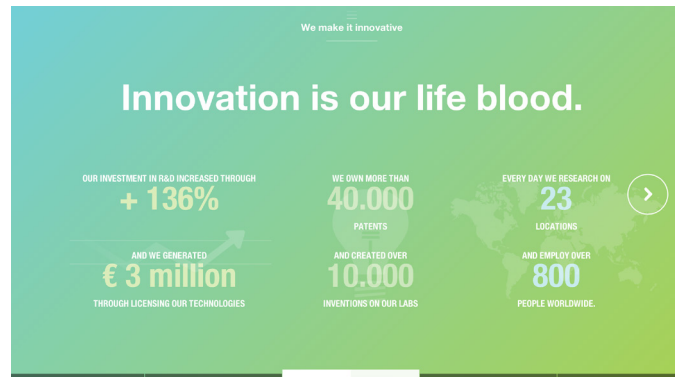 We make it innovative
Innovation is our life blood.
OUR INVESTMENT IN R&D INCREASED THROUGH
+ 136%
AND WE GENERATED
€ 3 million
THROUGH LICENSING OUR TECHNOLOGIES
WE OWN MORE THAN
40.000
PATENTS
AND CREATED OVER
10.000
INVENTIONS ON OUR LABS
EVERY DAY WE RESEARCH ON
23
LOCATIONS
AND EMPLOY OVER
800
PEOPLE WORLDWIDE.